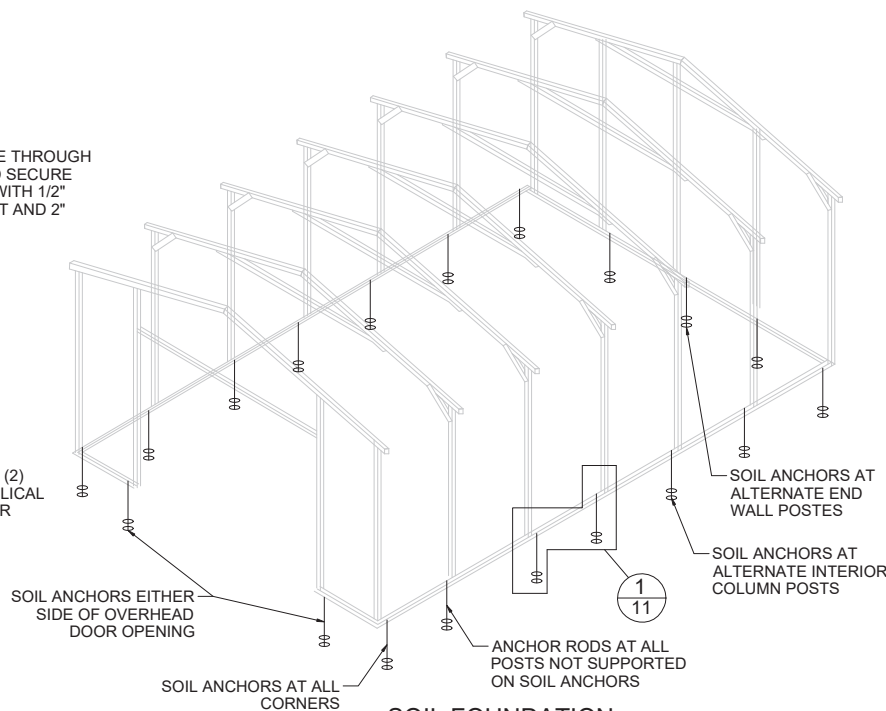 E THROUGH
SECURE
WITH 1/2"
T AND 2"
(2)
LICAL
R
SOIL ANCHORS EITHER
SIDE OF OVERHEAD
DOOR OPENING
SOIL ANCHORS AT ALL
CORNERS
ANCHOR RODS AT ALL
POSTS NOT SUPPORTED
ON SOIL ANCHORS
1
11
SOIL ANCHORS AT
ALTERNATE END
WALL POSTES
SOIL ANCHORS AT
ALTERNATE INTERIOR
COLUMN POSTS
SOIL FOUNDATION